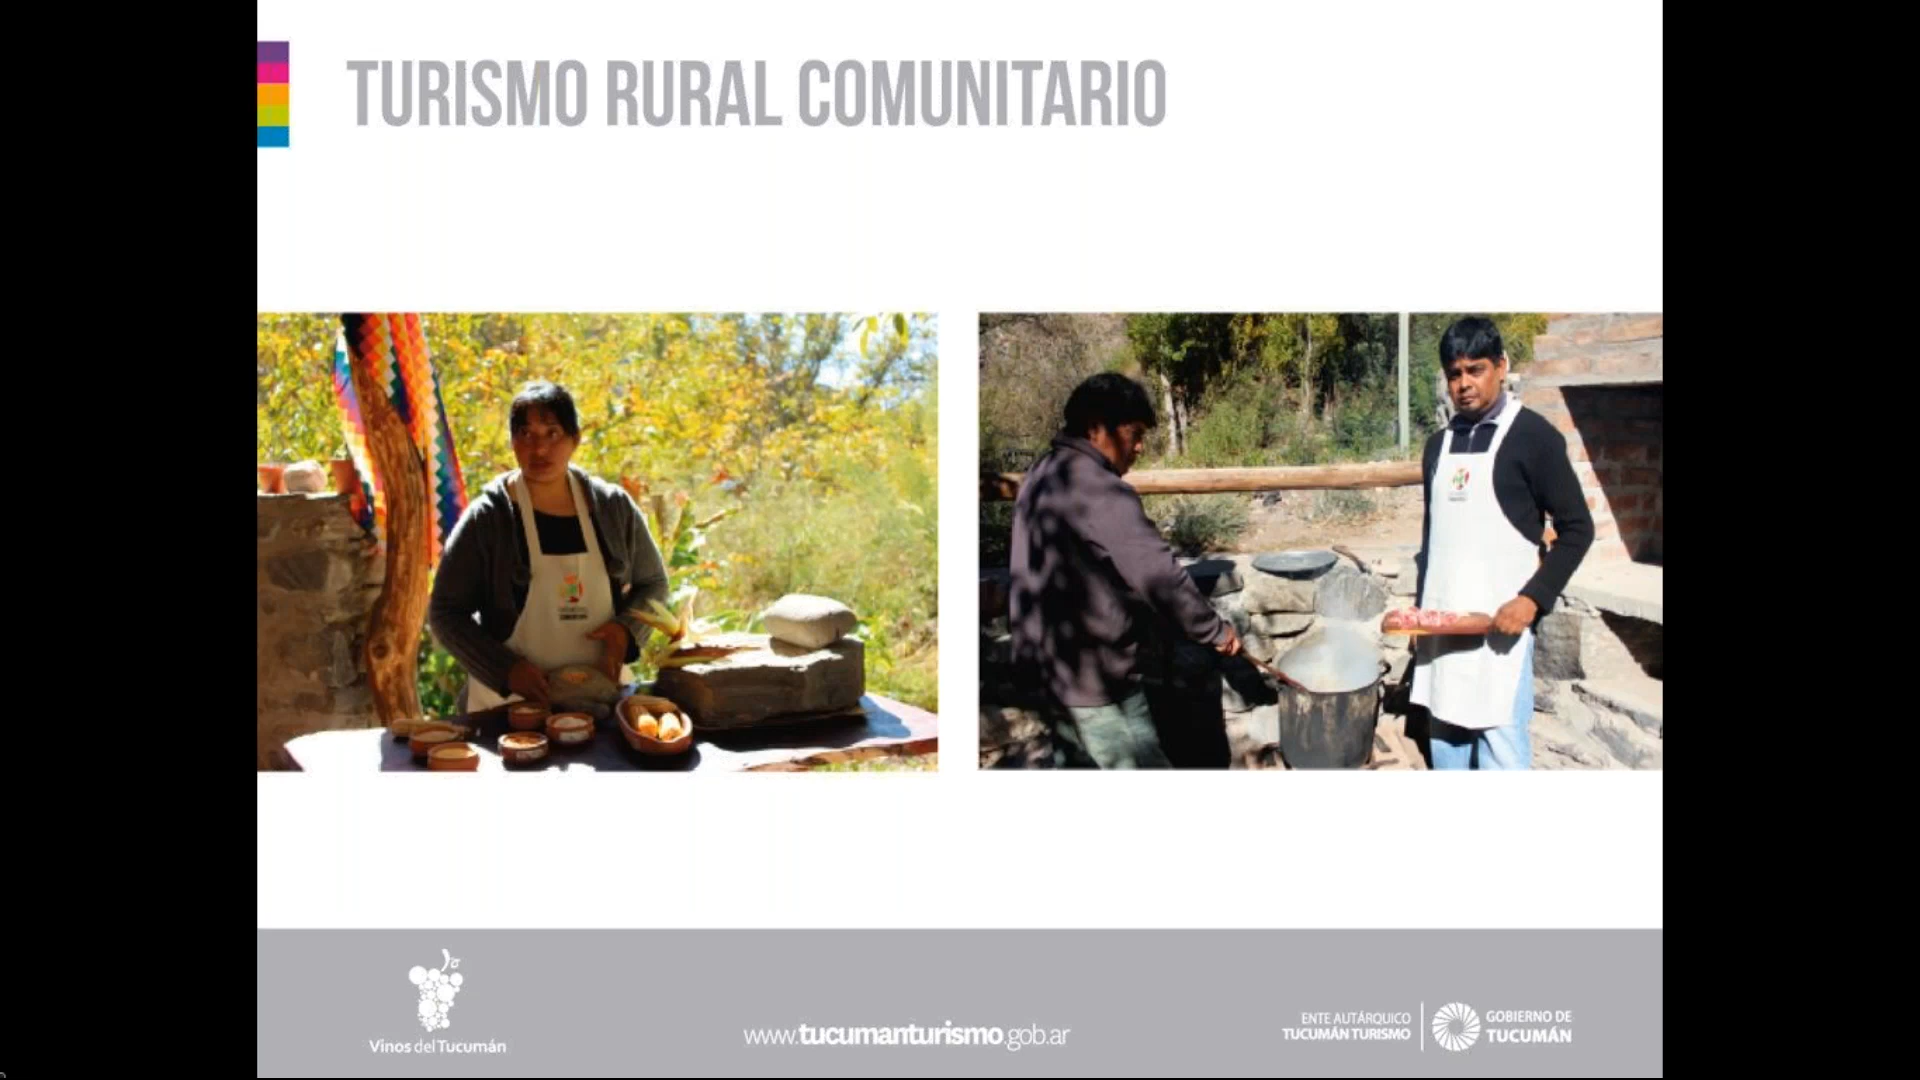 TURISMO RURAL COMUNITARIO
Vinos del Tucumán
www.tucumanturismo.gob.ar
ENTE AUTÁRQUICO
TUCUMÁN TURISMO
GOBIERNO DE
TUCUMÁN